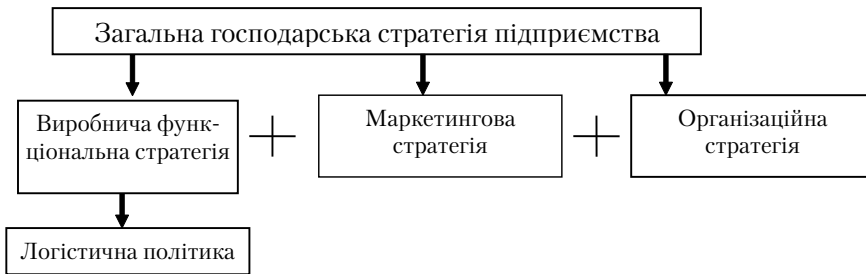 Загальна господарська стратегія підприємства
Виробнича функ-
ціональна стратегія
Маркетингова
стратегія
Організаційна
стратегія
Логістична політика